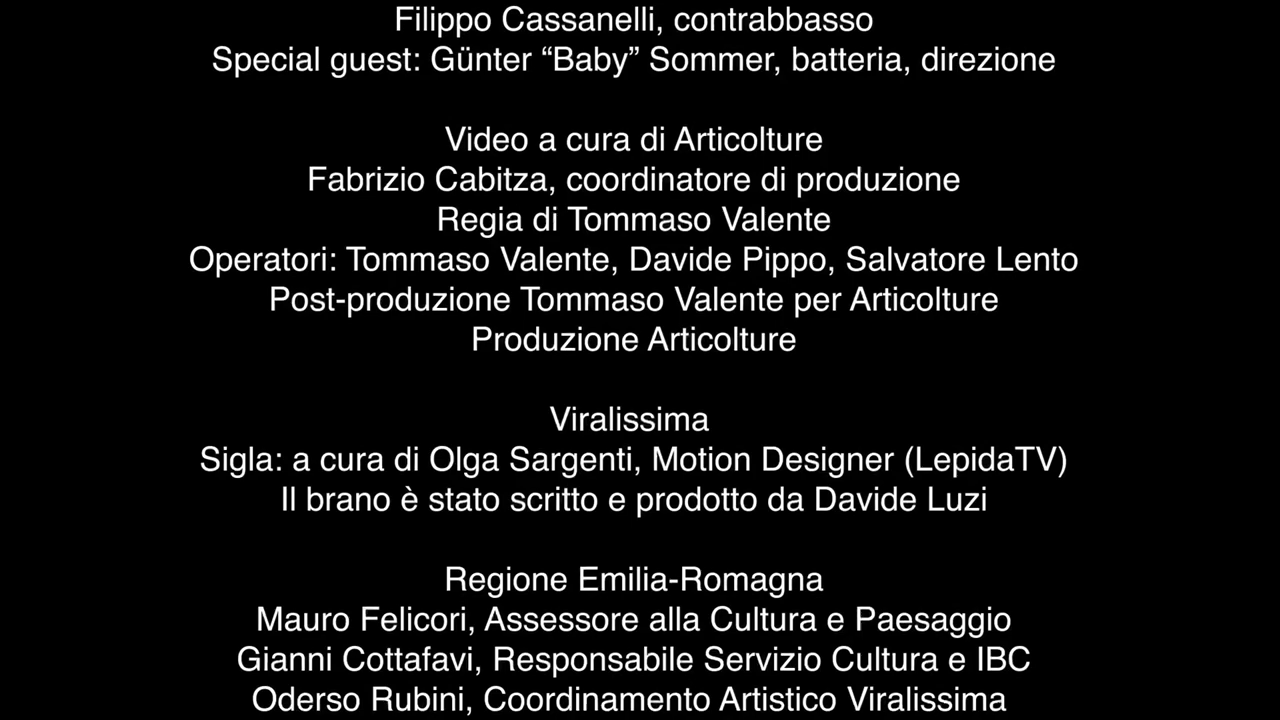 Filippo Cassanelli, contrabbasso
Special guest: Günter “Baby” Sommer, batteria, direzione
Video a cura di Articolture
Fabrizio Cabitza, coordinatore di produzione
Regia di Tommaso Valente
Operatori: Tommaso Valente, Davide Pippo, Salvatore Lento
Post-produzione Tommaso Valente per Articolture
Produzione Articolture
Viralissima
Sigla: a cura di Olga Sargenti, Motion Designer (LepidaTV)
Il brano è stato scritto e prodotto da Davide Luzi
Regione Emilia-Romagna
Mauro Felicori, Assessore alla Cultura e Paesaggio
Gianni Cottafavi, Responsabile Servizio Cultura e IBC
Oderso Rubini, Coordinamento Artistico Viralissima